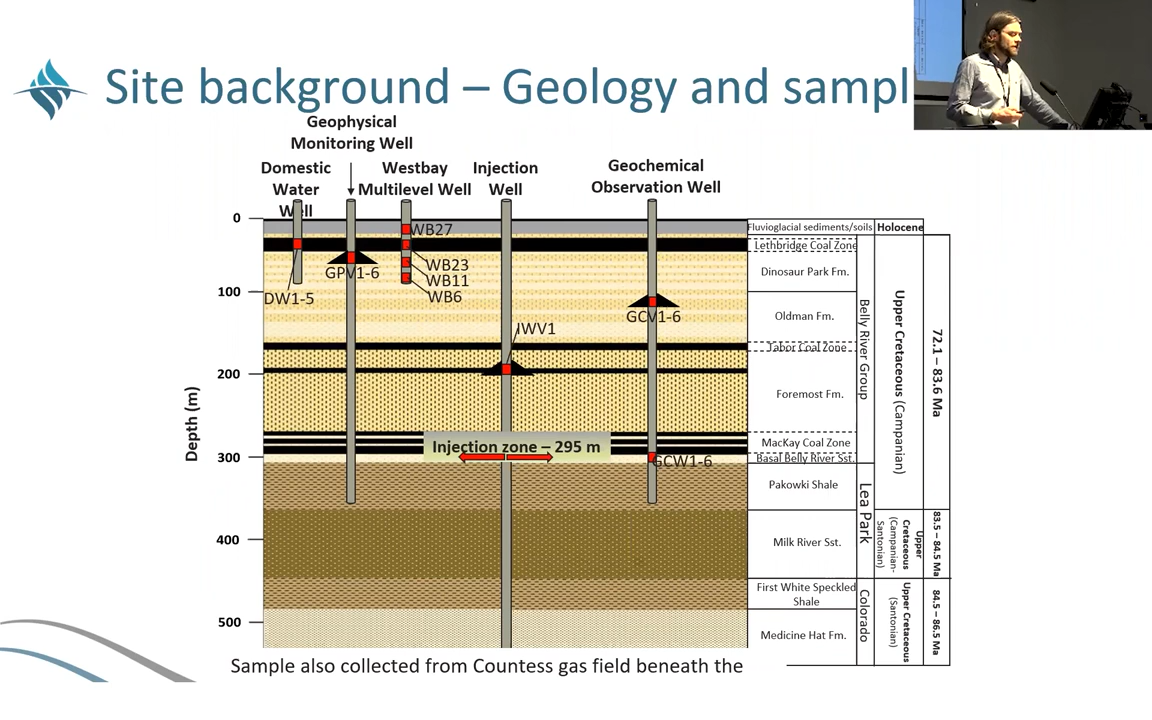 Site background – Geology and sampl
Geophysical
Monitoring Well
Domestic
Water
Well
Westbay
Multilevel Well
Injection
Well
Geochemical
Observation Well
Depth (m)
0
100
200
300
400
500
WB27
WB23
WB11
WB6
GPV1-6
DW1-5
IWV1
GCV1-6
Injection zone – 295 m
GCW1-6
Fluvioglacial sediments/soils
Lethbridge Coal Zone
Dinosaur Park Fm.
Oldman Fm.
Tabor Coal Zone
Foremost Fm.
MacKay Coal Zone
Basal Belly River Sst.
Pakowki Shale
Milk River Sst.
First White Speckled
Shale
Medicine Hat Fm.
Belly River Group
Lea Park
Colorado
Holocene
Upper Cretaceous (Campanian)
Upper
Cretaceous
(Campanian-
Santonian)
Upper Cretaceous
(Santonian)
72.1 – 83.6 Ma
83.5 – 84.5 Ma
84.5 – 86.5 Ma
Sample also collected from Countess gas field beneath the